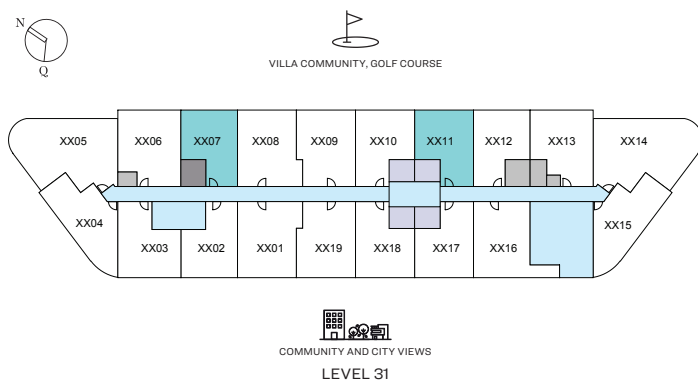 N
Q
VILLA COMMUNITY, GOLF COURSE
XX05 XX06 XX07 XX08 XX09 XX10 XX11 XX12 XX13 XX14
XX04 XX03 XX02 XX01 XX19 XX18 XX17 XX16 XX15
COMMUNITY AND CITY VIEWS
LEVEL 31